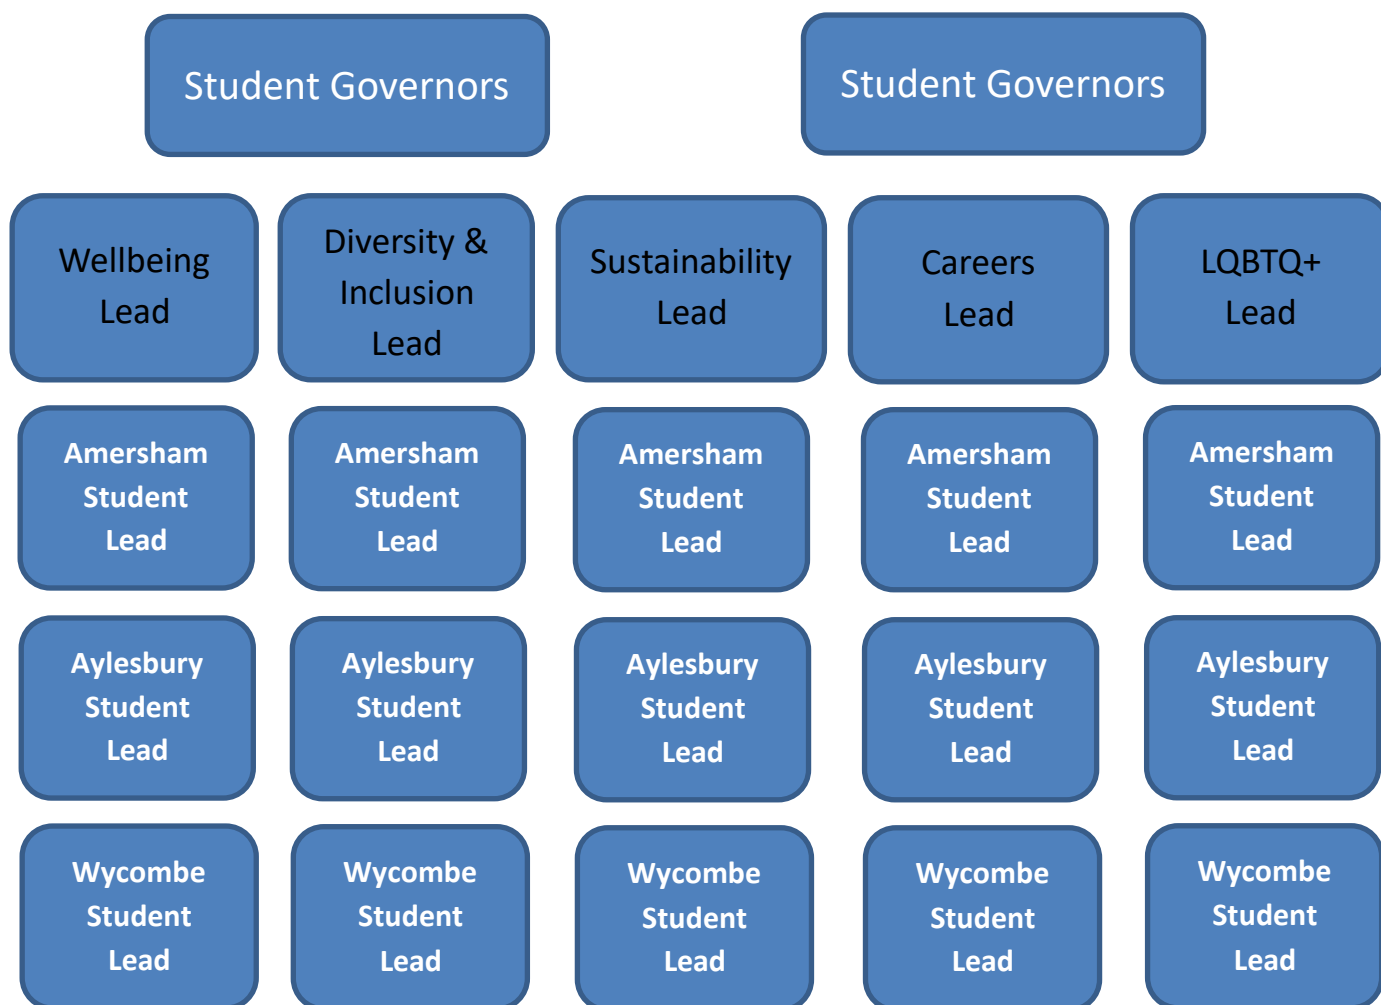 Student Governors
Student Governors
Wellbeing
Lead
Diversity &
Inclusion
Lead
Sustainability
Lead
Careers
Lead
LQBTQ+
Lead
Amersham
Student
Lead
Amersham
Student
Lead
Amersham
Student
Lead
Amersham
Student
Lead
Amersham
Student
Lead
Aylesbury
Student
Lead
Aylesbury
Student
Lead
Aylesbury
Student
Lead
Aylesbury
Student
Lead
Aylesbury
Student
Lead
Wycombe
Student
Lead
Wycombe
Student
Lead
Wycombe
Student
Lead
Wycombe
Student
Lead
Wycombe
Student
Lead